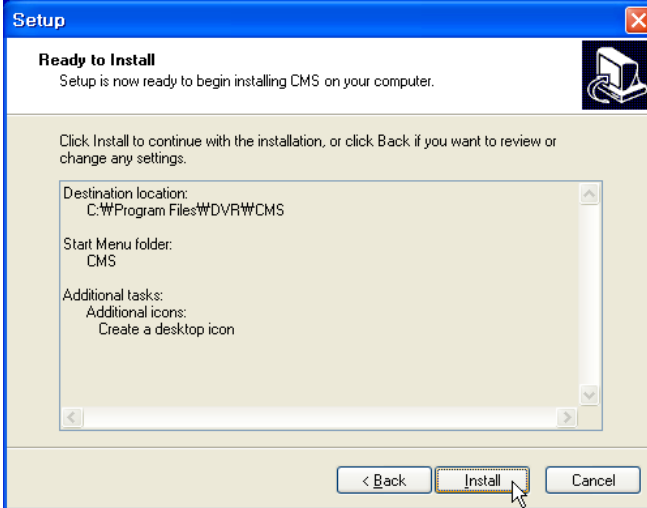 Setup
Ready to Install
Setup is now ready to begin installing CMS on your computer.
Click Install to continue with the installation, or click Back if you want to review or
change any settings.
Destination location:
C:₩Program Files₩DVR₩CMS
Start Menu folder:
CMS
Additional tasks:
Additional icons:
Create a desktop icon
< Back
Install
Cancel